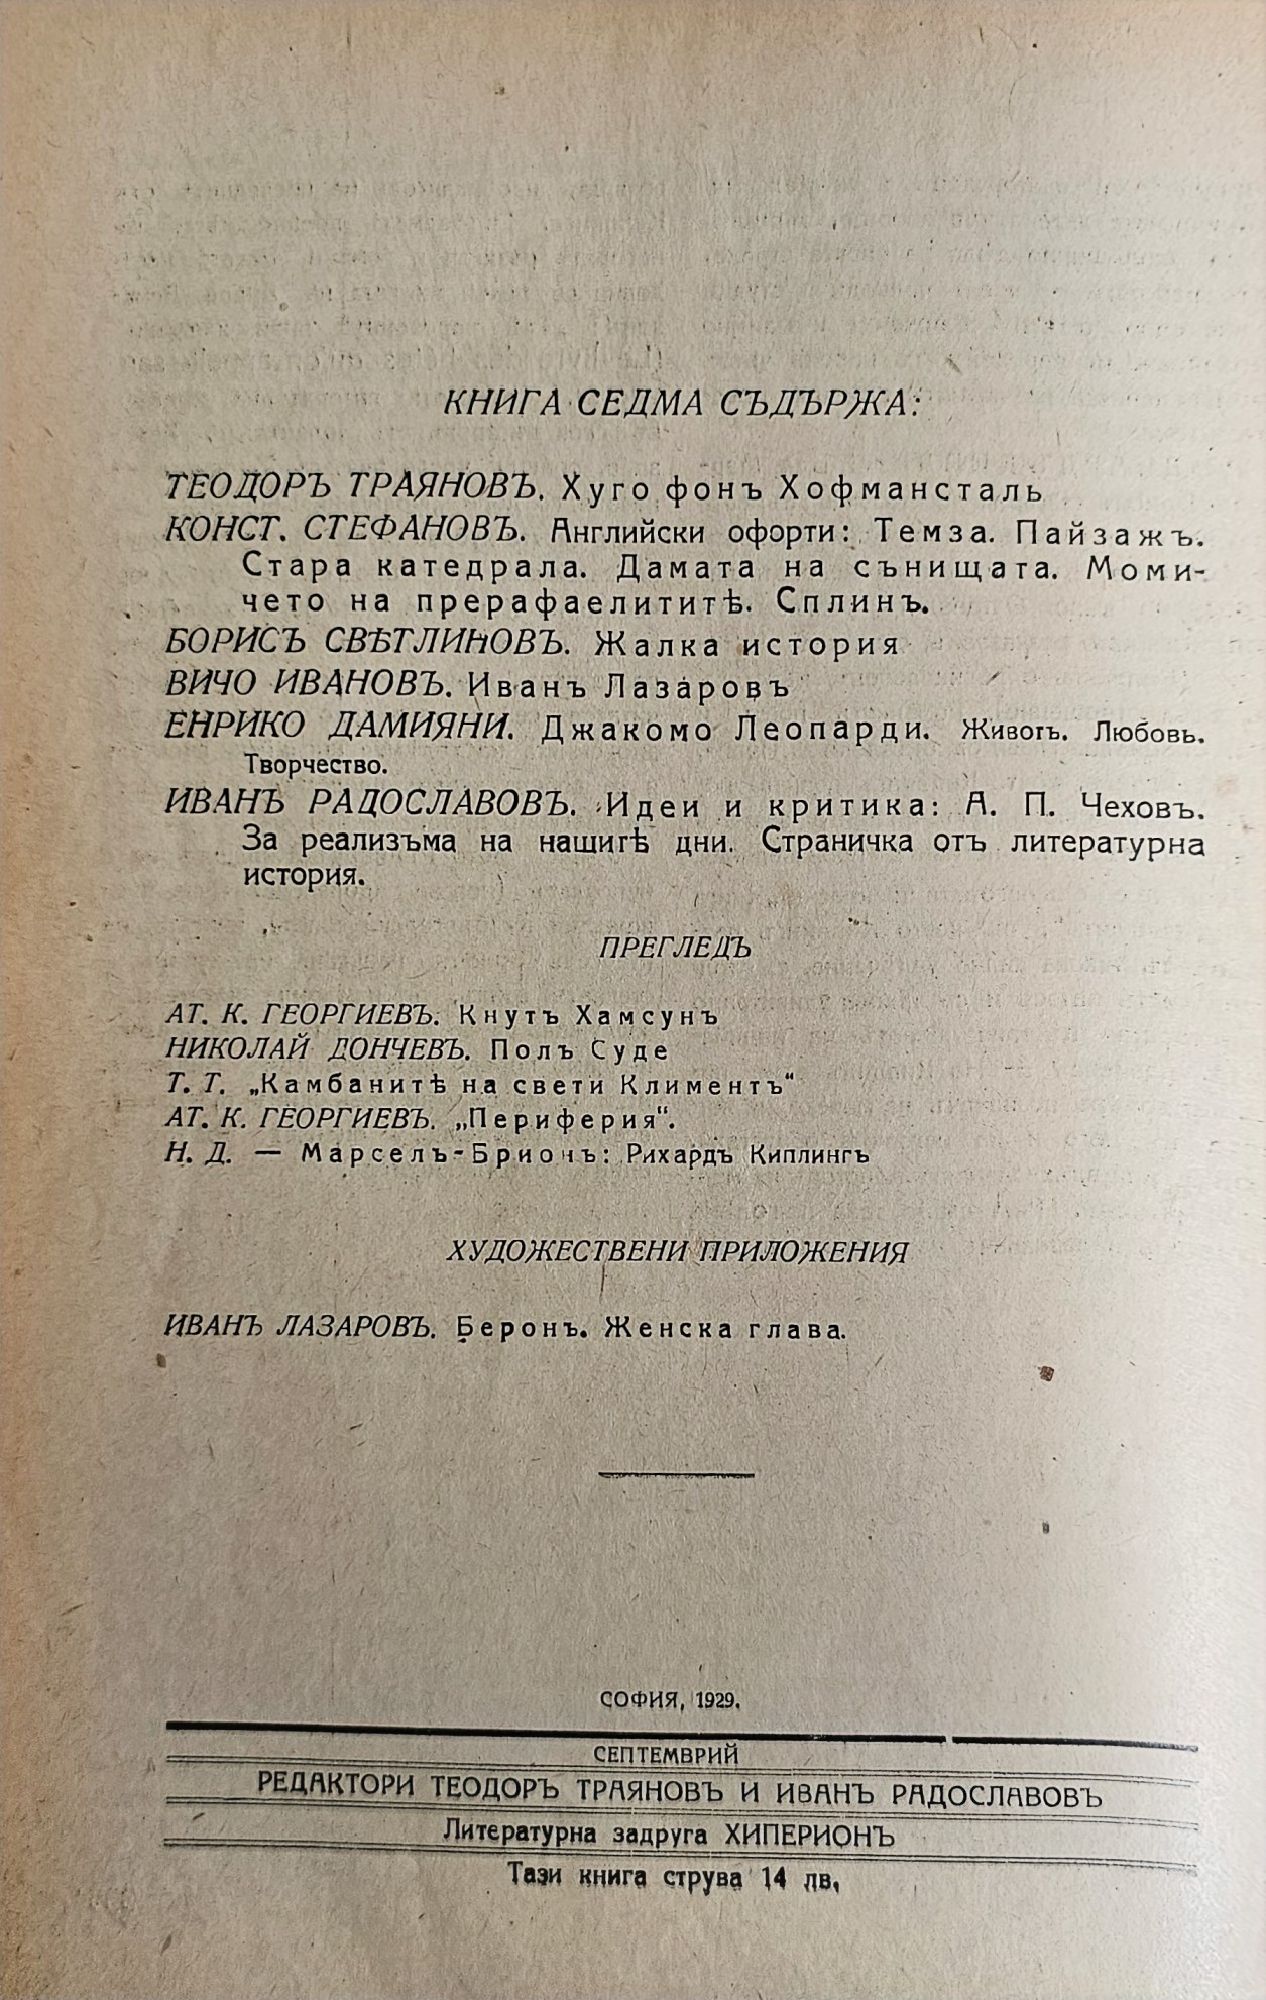 КНИГА СЕДМА СЪДЪРЖА:
ТЕОДОРЪ ТРАЯНОВЪ. Хуго фонъ Хофмансталь
КОНСТ. СТЕФАНОВЪ. Английски офорти: Темза. Пайзажъ.
Стара катедрала. Дамата на сънищата. Моми-
чето на прерафаелититѣ. Сплинъ.
БОРИСЪ СВѢТЛИНОВЪ. Жалка история
ВИЧО ИВАНОВЪ. Иванъ Лазаровъ
ЕНРИКО ДАМИЯНИ. Джакомо Леопарди. Животъ. Любовь.
Творчество.
ИВАНЪ РАДОСЛАВОВЪ. Идеи и критика: А. П. Чеховъ.
За реализъма на нашитѣ дни. Страничка отъ литературна
история.
ПРЕГЛЕДЪ
АТ. К. ГЕОРГИЕВЪ. Кнутъ Хамсунъ
НИКОЛАЙ ДОНЧЕВЪ. Полъ Суде
Т. Т. „Камбанитѣ на свети Климентъ“
АТ. К. ГЕОРГИЕВЪ. „Периферия“.
Н. Д. — Марсель-Брионъ: Рихардъ Киплингъ
ХУДОЖЕСТВЕНИ ПРИЛОЖЕНИЯ
ИВАНЪ ЛАЗАРОВЪ. Беронъ. Женска глава.
СОФИЯ, 1929.
СЕПТЕМВРИЙ
РЕДАКТОРИ ТЕОДОРЪ ТРАЯНОВЪ И ИВАНЪ РАДОСЛАВОВЪ
Литературна задруга ХИПЕРИОНЪ
Тази книга струва 14 лв.